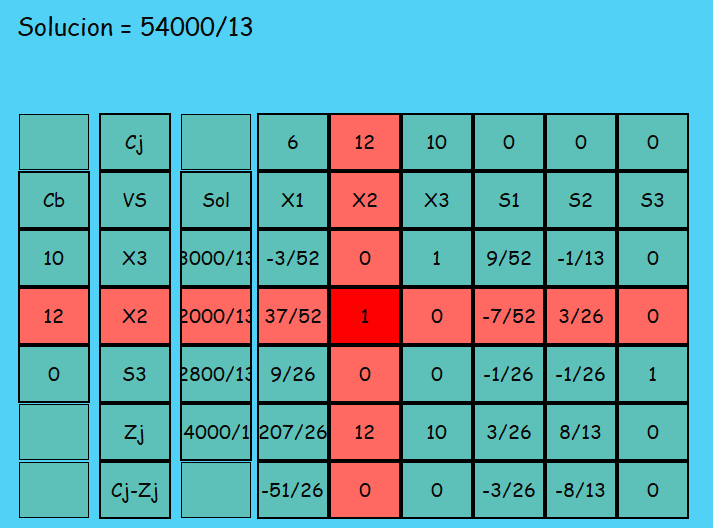 Solucion = 54000/13
Cj 6 12 10 0 0 0
Cb VS Sol X1 X2 X3 S1 S2 S3
10 X3 3000/13 -3/52 0 1 9/52 -1/13 0
12 X2 2000/13 37/52 1 0 -7/52 3/26 0
0 S3 2800/13 9/26 0 0 -1/26 -1/26 1
Zj 4000/1 207/26 12 10 3/26 8/13 0
Cj-Zj -51/26 0 0 -3/26 -8/13 0